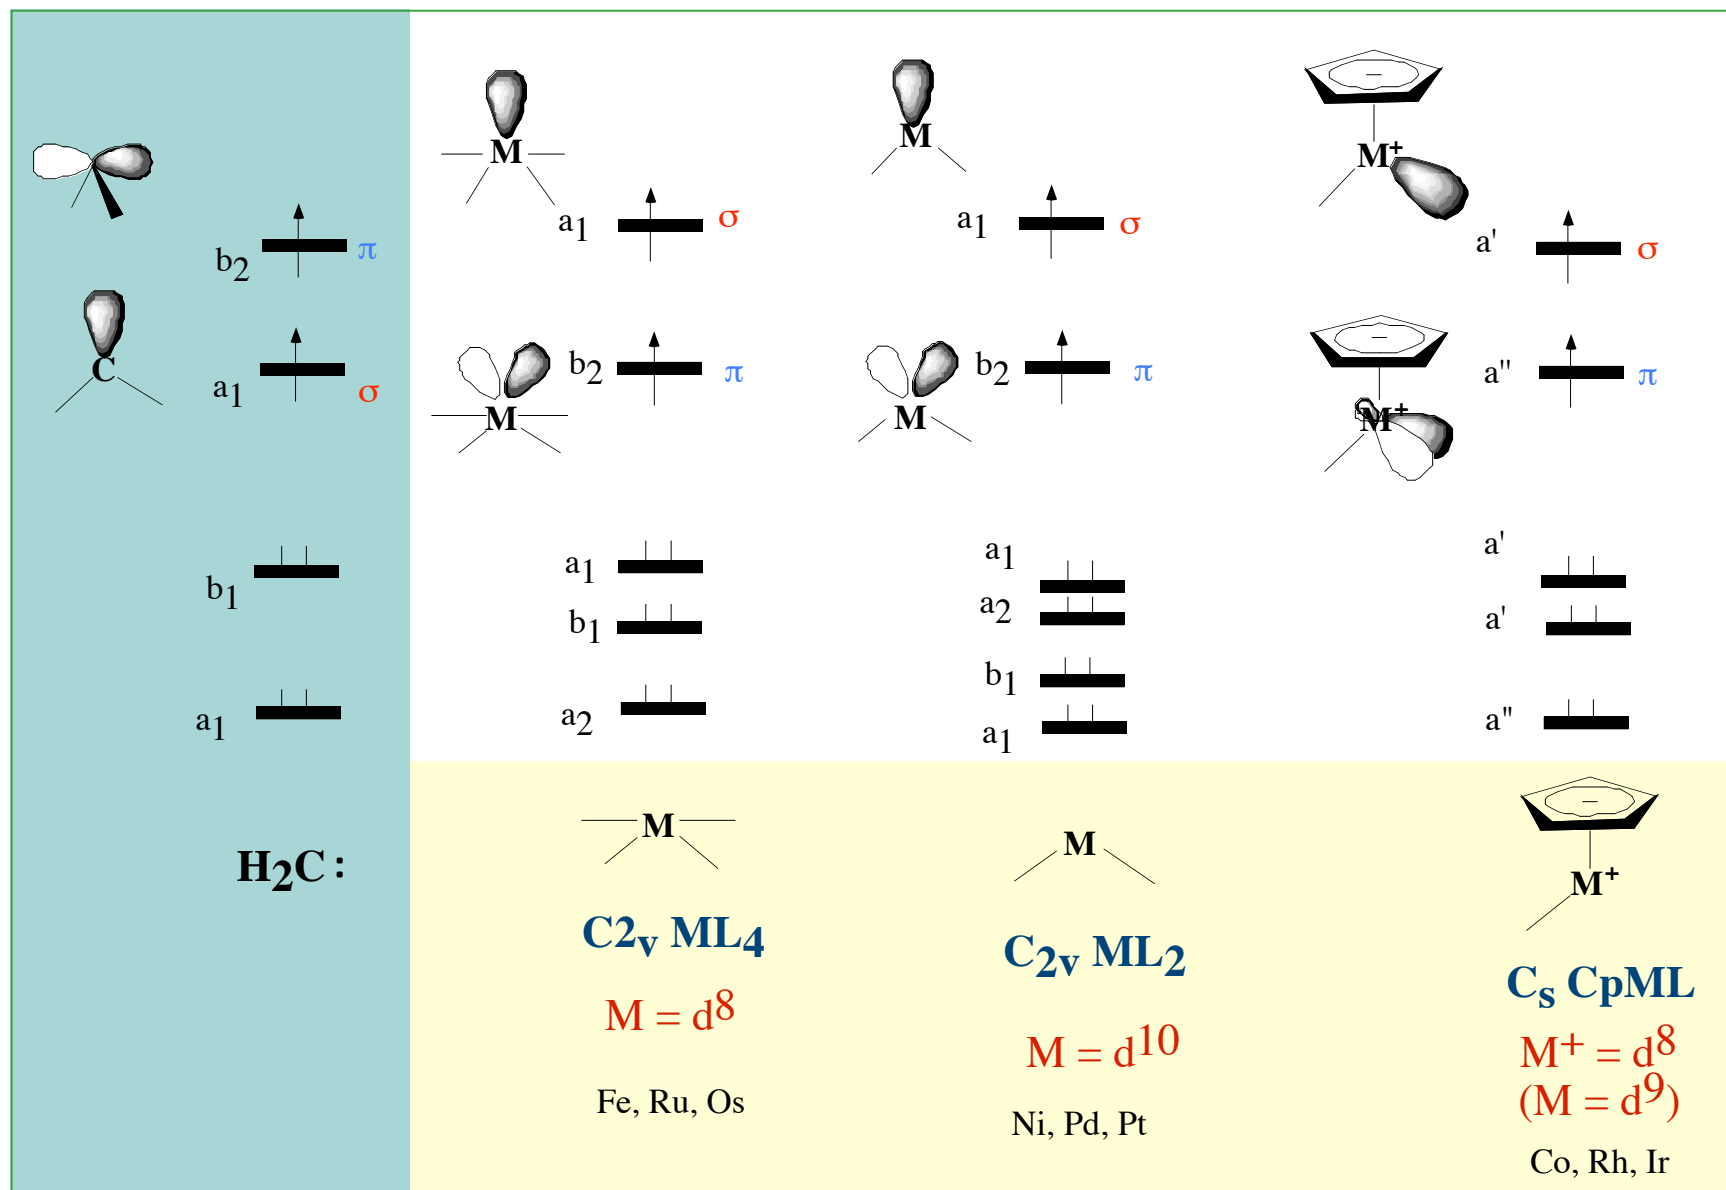 M
M
M+
a1
σ
a1
σ
a'
σ
b2
π
C
a1
σ
M
b2
π
M
b2
π
M+
a"
π
b1
a1
b1
a2
a1
a2
b1
a1
a'
a'
a"
a1
H2C:
M
C2v ML4
M = d8
Fe, Ru, Os
M
C2v ML2
M = d10
Ni, Pd, Pt
M+
Cs CpML
M+ = d8
(M = d9)
Co, Rh, Ir